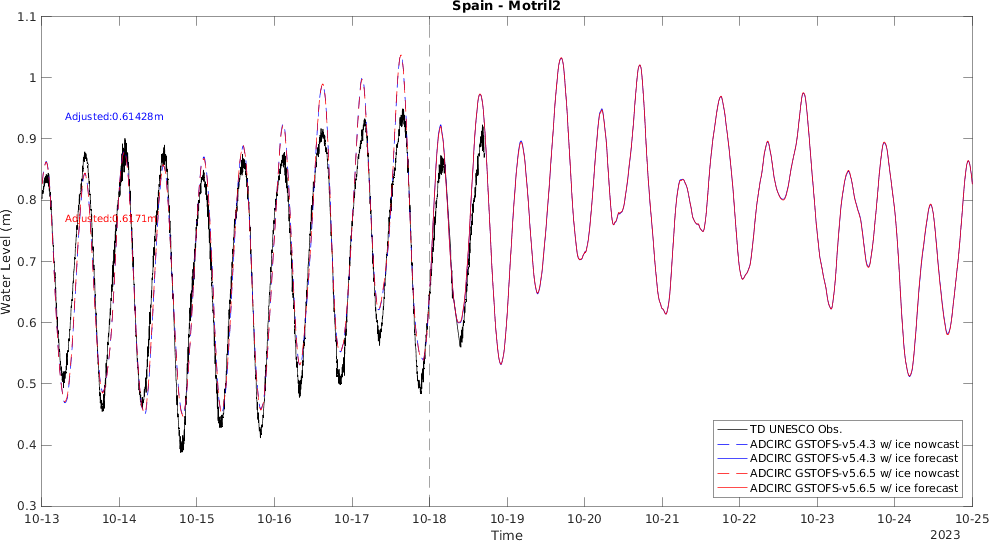 Spain - Motril2
1.1
1
0.9
0.8
0.7
0.6
0.5
0.4
0.3
Water Level (m)
Adjusted:0.61428m
Adjusted:0.6171m
TD UNESCO Obs.
ADCIRC GSTOFS-v5.4.3 w/ ice nowcast
ADCIRC GSTOFS-v5.4.3 w/ ice forecast
ADCIRC GSTOFS-v5.6.5 w/ ice nowcast
ADCIRC GSTOFS-v5.6.5 w/ ice forecast
10-13 10-14 10-15 10-16 10-17 10-18 10-19 10-20 10-21 10-22 10-23 10-24 10-25
Time
2023